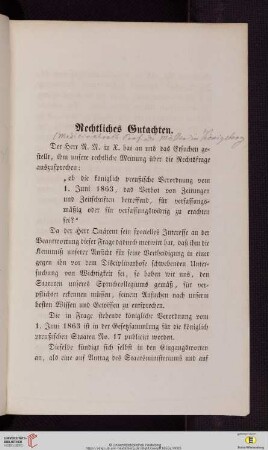 Rechtliches Gutachten.
Der Herr N. N. in X. hat an uns das Ersuchen ge-
stellt, ihm unsere rechtliche Meinung über die Rechtsfrage
auszusprechen:
„ob die königlich preußische Verordnung vom
1. Juni 1863, das Verbot von Zeitungen
und Zeitschriften betreffend, für verfassungs-
mäßig oder für verfassungswidrig zu erachten
sei?"
Da der Herr Quärent sein specielles Interesse an der
Beantwortung dieser Frage dadurch motivirt hat, daß ihm die
Kenntniß unserer Ansicht für seine Vertheidigung in einer
gegen ihn vor dem Disciplinarhofe schwebenden Unter-
suchung von Wichtigkeit sei, so haben wir uns, den
Statuten unseres Spruchcollegiums gemäß, für ver-
pflichtet erkennen müssen, seinem Ansuchen nach unserm
besten Wissen und Gewissen zu entsprechen.
Die in Frage stehende königliche Verordnung vom
1. Juni 1863 ist in der Gesetzsammlung für die königlich
preußischen Staaten No. 17 publicirt worden.
Dieselbe kündigt sich selbst in den Eingangsworten
an, als eine auf Antrag des Staatsministeriums und auf